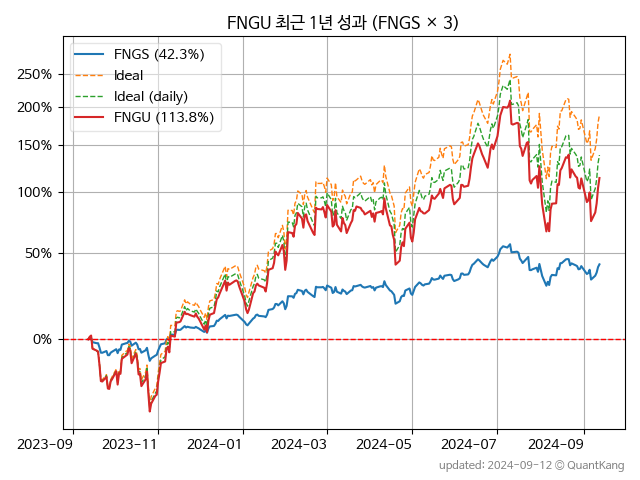 FNGU 최근 1년 성과 (FNGS × 3)
FNGS (42.3%)
Ideal
Ideal (daily)
FNGU (113.8%)
250%
200%
150%
100%
50%
0%
2023-09 2023-11 2024-01 2024-03 2024-05 2024-07 2024-09
updated: 2024-09-12 © QuantKang